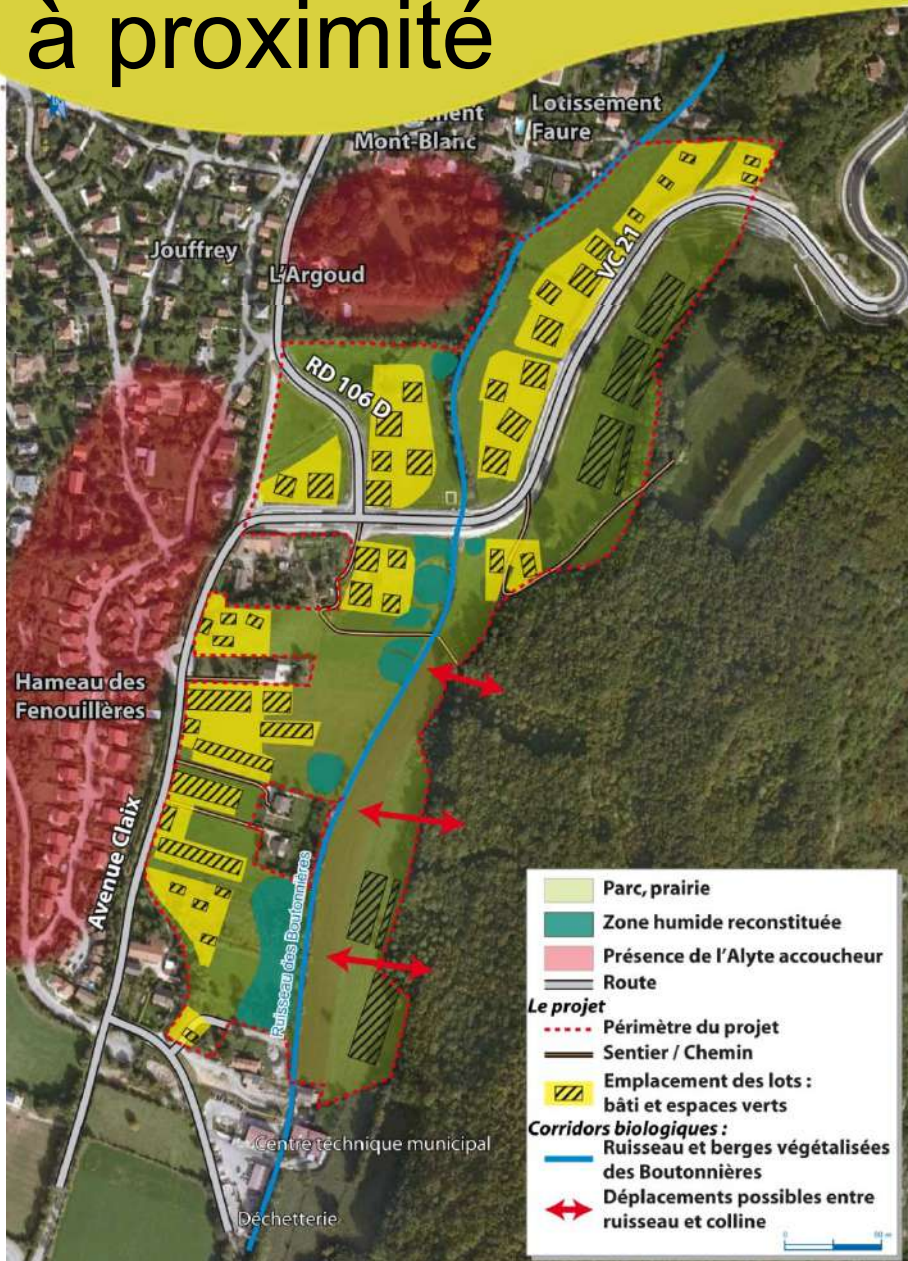 à proximité
Mont-Blanc
Lotissement
Faure
Jouffrey
L'Argoud
VC 21
RD 106 D
Hameau des
Fenouillères
Avenue Claix
Ruisseau des Boutonnières
Centre technique municipal
Déchetterie
Parc, prairie
Zone humide reconstituée
Présence de l'Alyte accoucheur
Route
Le projet
Périmètre du projet
Sentier / Chemin
Emplacement des lots :
bâti et espaces verts
Corridors biologiques :
Ruisseau et berges végétalisées
des Boutonnières
Déplacements possibles entre
ruisseau et colline
0